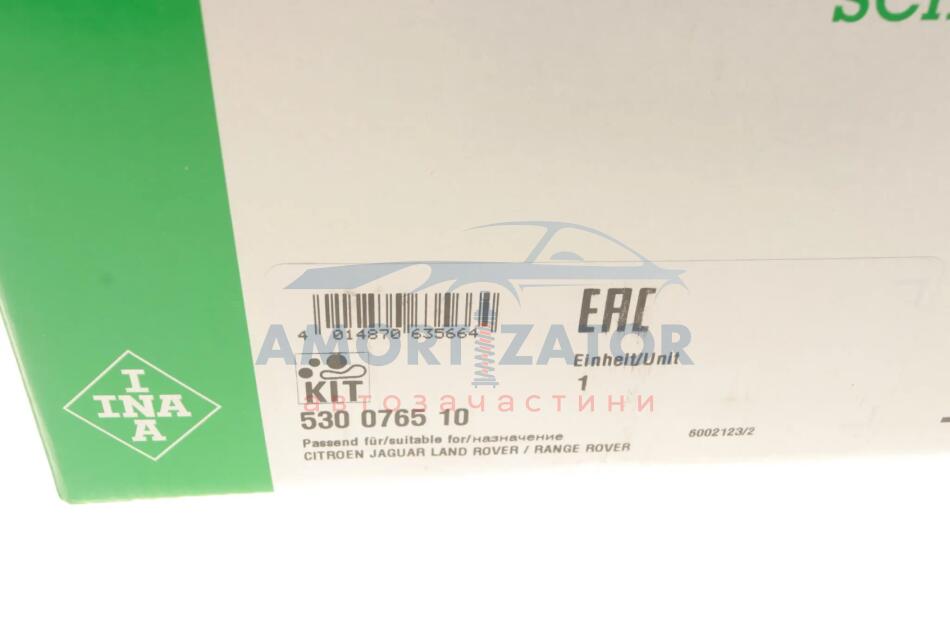 I
INA
A
4 014870 635664
EAC
AMORTIZATOR
автозапчастини
KIT
Einheit/Unit
1
530 0765 10
Passend für/suitable for/назначение
6002123/2
CITROEN JAGUAR LAND ROVER / RANGE ROVER